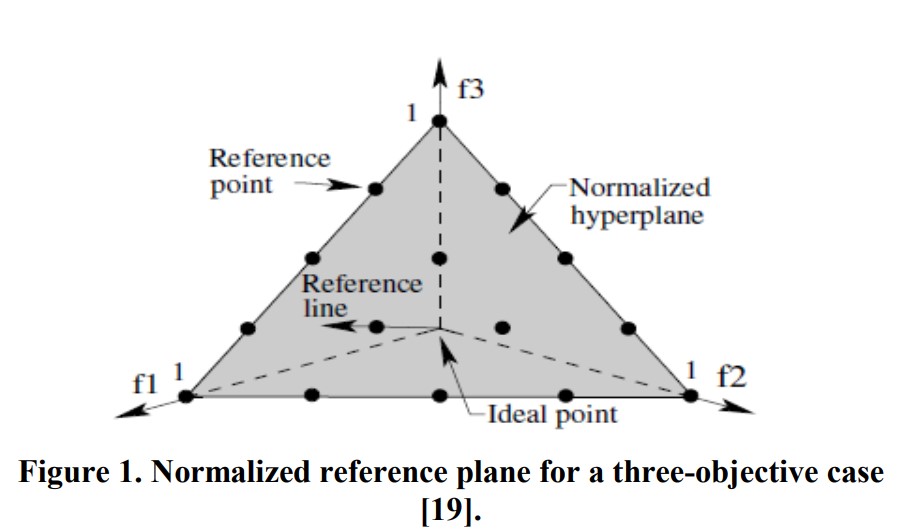 f3
1
Reference
point
Normalized
hyperplane
Reference
line
f1
1
1
f2
Ideal point
Figure 1. Normalized reference plane for a three-objective case
[19].